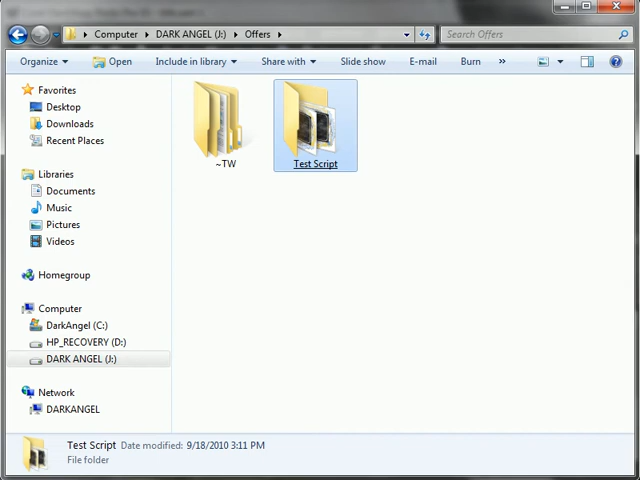 Computer DARK ANGEL (J:) Offers Search Offers
Organize Open Include in library Share with Slide show E-mail Burn »
Favorites
Desktop
Downloads
Recent Places
Libraries
Documents
Music
Pictures
Videos
Homegroup
Computer
DarkAngel (C:)
HP_RECOVERY (D:)
DARK ANGEL (J:)
Network
DARKANGEL
~TW Test Script
Test Script Date modified: 9/18/2010 3:11 PM
File folder